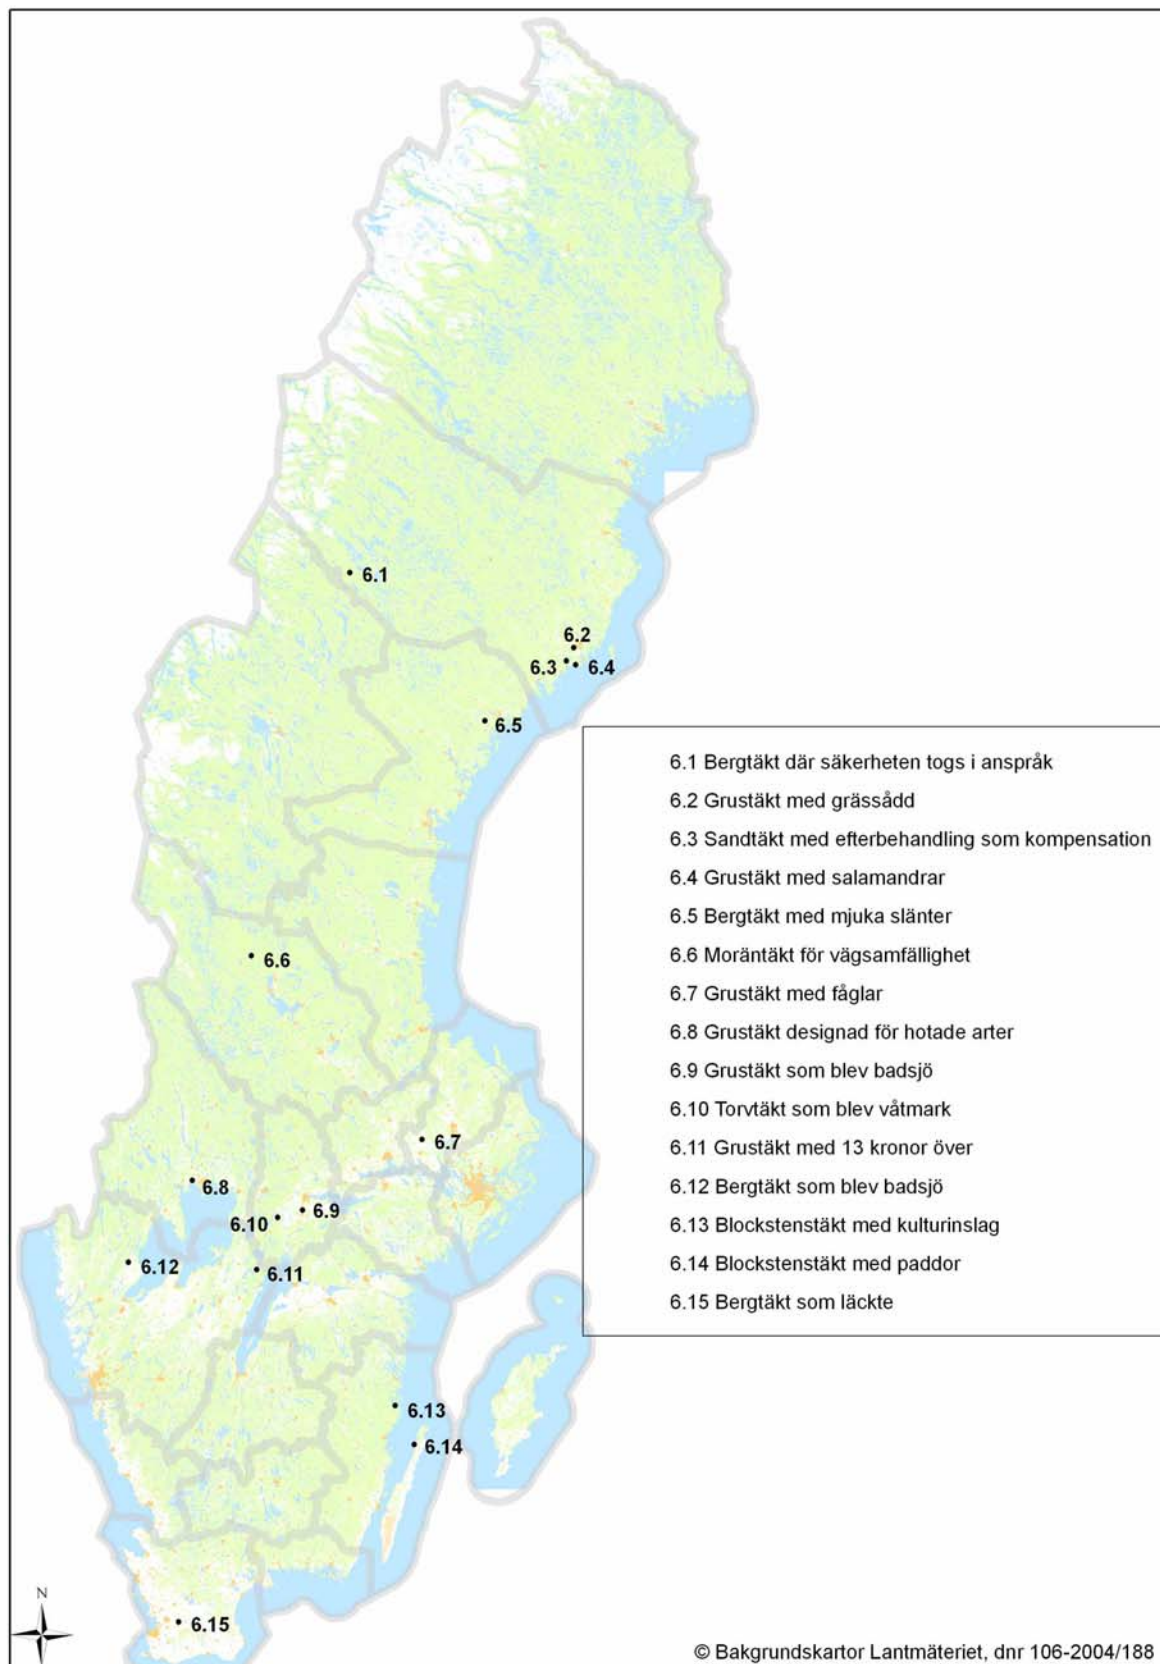 6.1
6.2
6.3
6.4
6.5
6.1 Bergtäkt där säkerheten togs i anspråk
6.2 Grustäkt med grässådd
6.3 Sandtäkt med efterbehandling som kompensation
6.4 Grustäkt med salamandrar
6.5 Bergtäkt med mjuka slänter
6.6 Moräntäkt för vägsamfällighet
6.7 Grustäkt med fåglar
6.8 Grustäkt designad för hotade arter
6.9 Grustäkt som blev badsjö
6.10 Torvtäkt som blev våtmark
6.11 Grustäkt med 13 kronor över
6.12 Bergtäkt som blev badsjö
6.13 Blockstenstäkt med kulturinslag
6.14 Blockstenstäkt med paddor
6.15 Bergtäkt som läckte
6.6
6.7
6.8
6.9
6.10
6.12
6.11
6.13
6.14
N
6.15
© Bakgrundskartor Lantmäteriet, dnr 106-2004/188